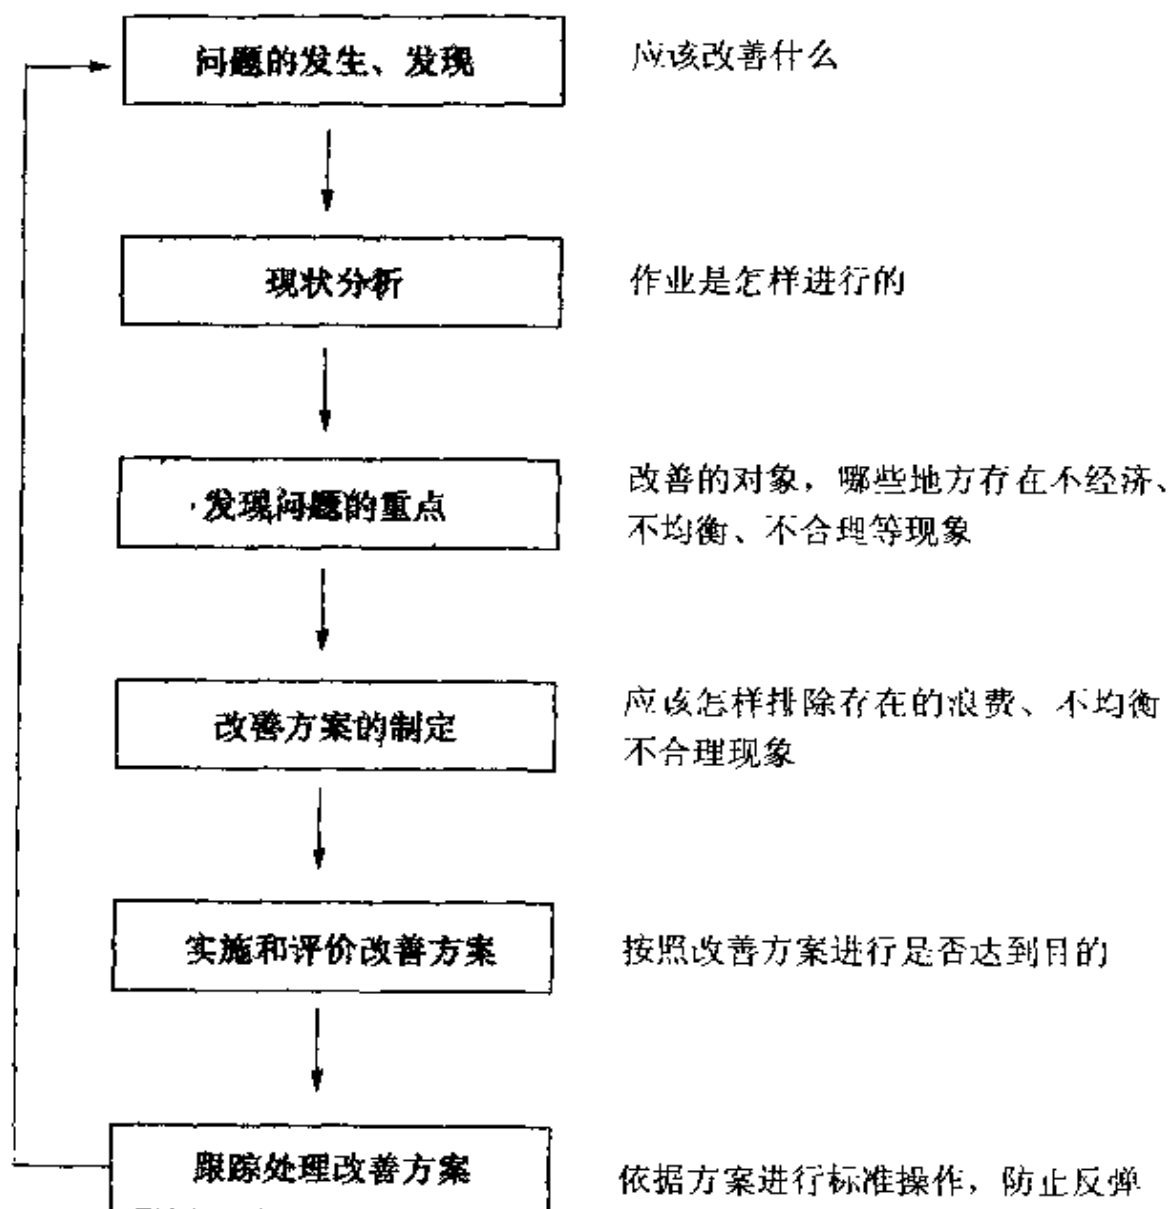 问题的发生、发现
应该改善什么
现状分析
作业是怎样进行的
发现问题的重点
改善的对象，哪些地方存在不经济、
不均衡、不合理等现象
改善方案的制定
应该怎样排除存在的浪费、不均衡
不合理现象
实施和评价改善方案
按照改善方案进行是否达到目的
跟踪处理改善方案
依据方案进行标准操作，防止反弹